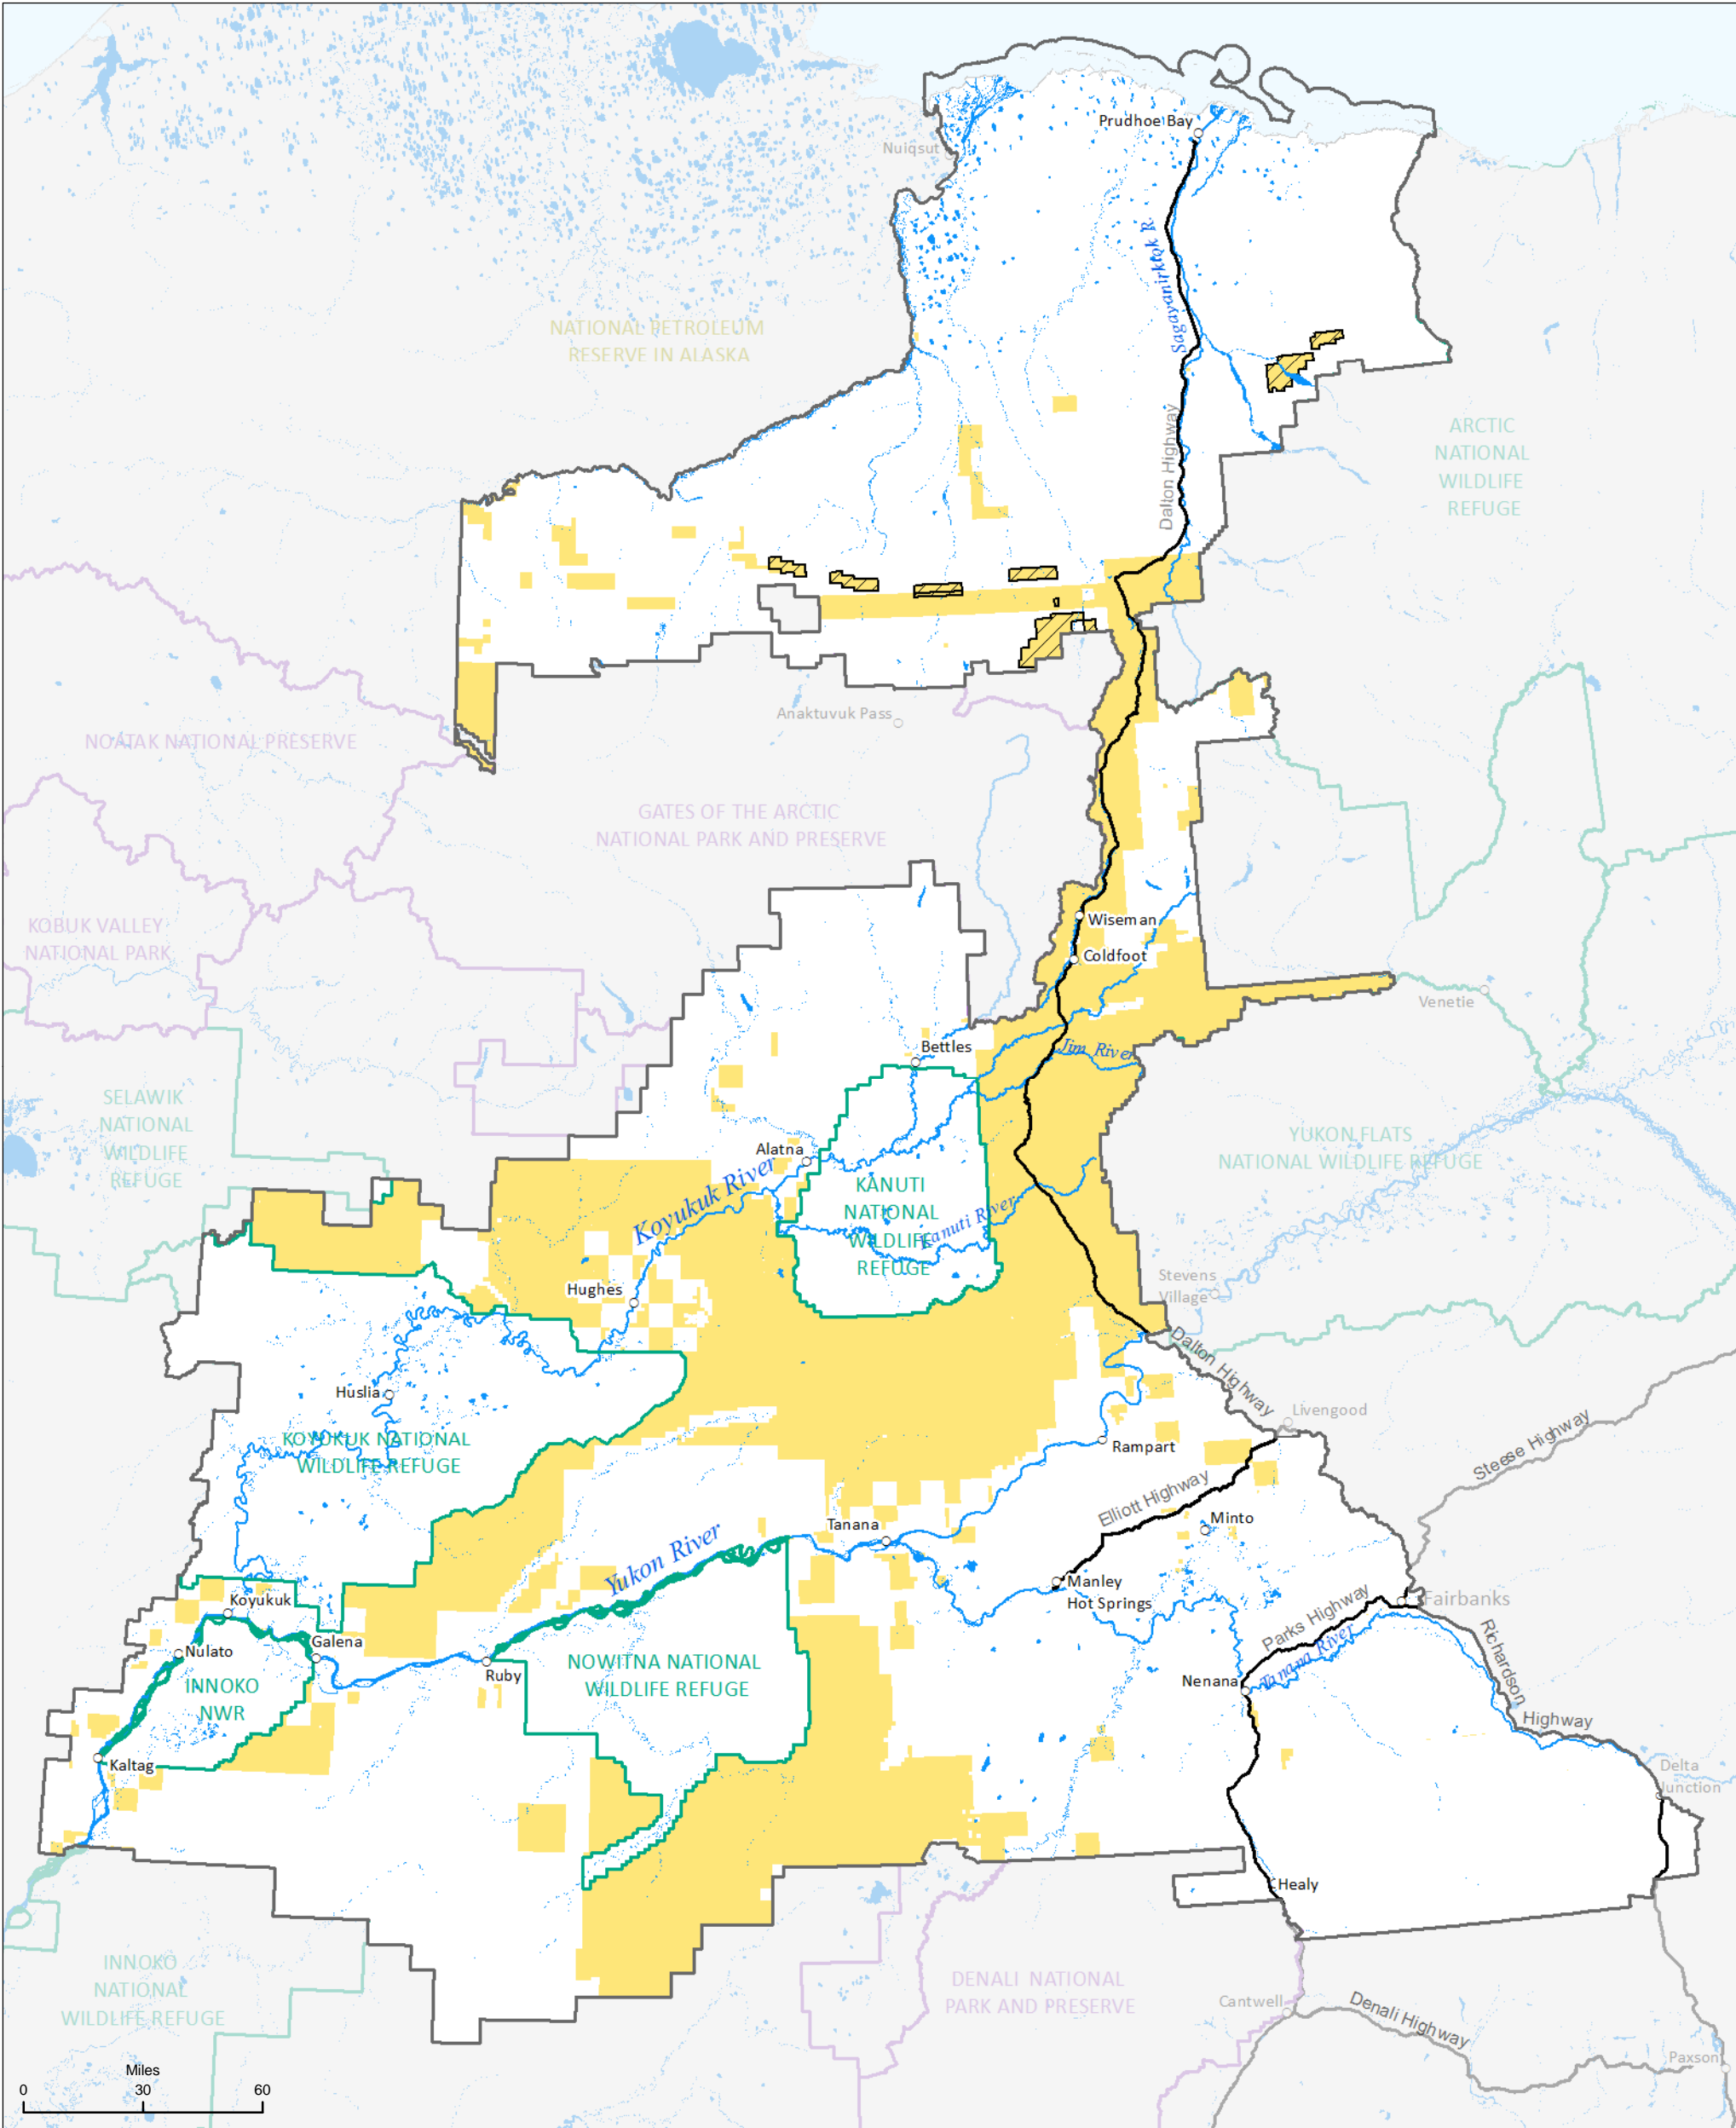 Prudhoe Bay
Nuiqsut
Sagavanirktok R.
NATIONAL PETROLEUM
RESERVE IN ALASKA
Dalton Highway
ARCTIC
NATIONAL
WILDLIFE
REFUGE
Anaktuvuk Pass
NOATAK NATIONAL PRESERVE
GATES OF THE ARCTIC
NATIONAL PARK AND PRESERVE
KOBUK VALLEY
NATIONAL PARK
Wiseman
Coldfoot
Venetie
Bettles
Jim River
SELAWIK
NATIONAL
WILDLIFE
REFUGE
YUKON FLATS
NATIONAL WILDLIFE REFUGE
Alatna
Koyukuk River
KANUTI
NATIONAL
WILDLIFE
REFUGE
Kanuti River
Hughes
Stevens
Village
Dalton Highway
Huslia
Livengood
KOYUKUK NATIONAL
WILDLIFE REFUGE
Rampart
Steese Highway
Elliott Highway
Minto
Tanana
Yukon River
Manley
Hot Springs
Koyukuk
Fairbanks
Parks Highway
Tanana River
Richardson
Highway
Galena
Nulato
Ruby
NOWITNA NATIONAL
WILDLIFE REFUGE
INNOKO
NWR
Nenana
Kaltag
Delta
Junction
Healy
INNOKO
NATIONAL
WILDLIFE REFUGE
DENALI NATIONAL
PARK AND PRESERVE
Cantwell
Denali Highway
Paxson
Miles
0 30 60